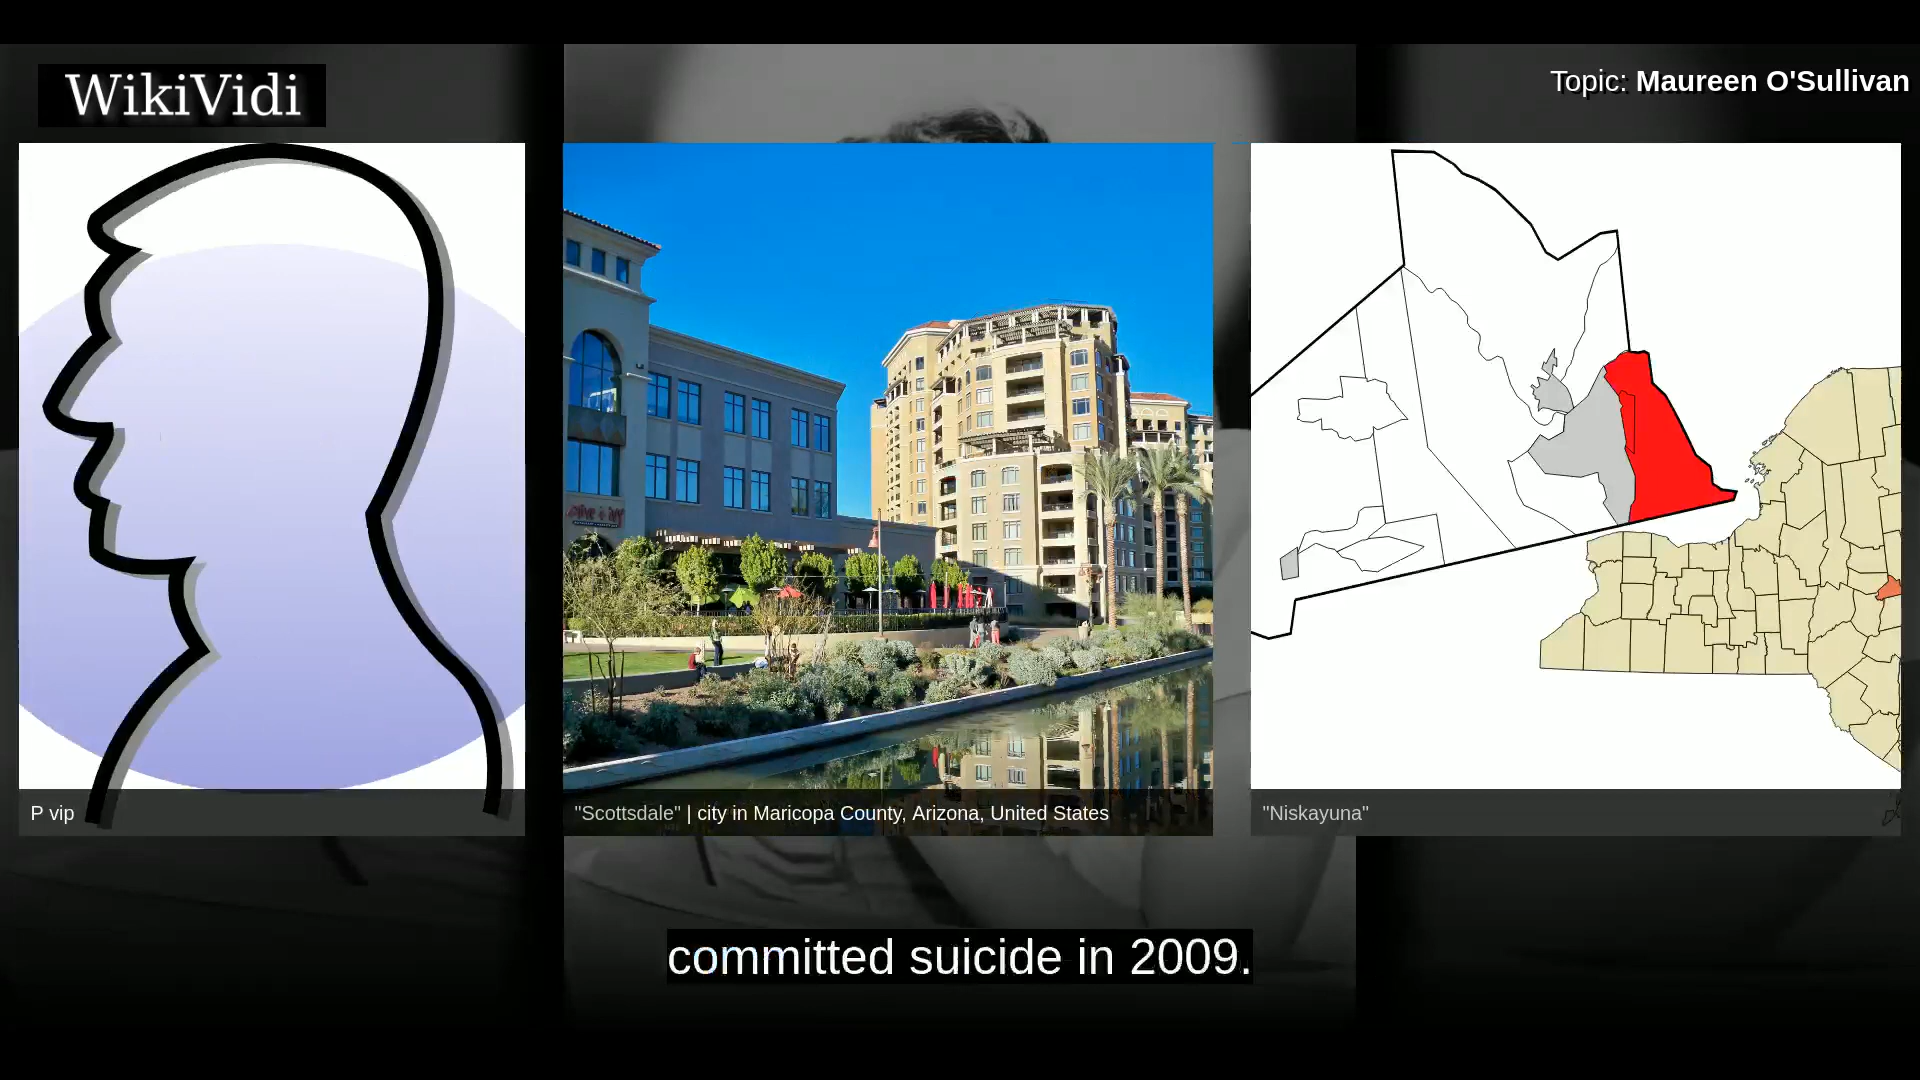 WikiVidi
Topic: Maureen O'Sullivan
P vip
"Scottsdale" | city in Maricopa County, Arizona, United States
"Niskayuna"
committed suicide in 2009.